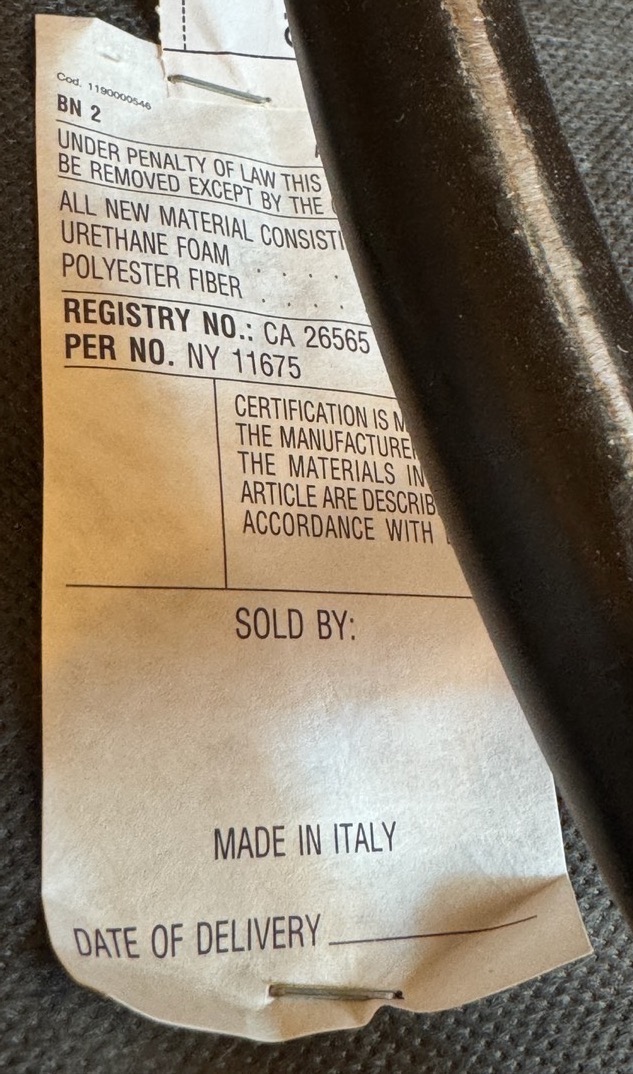 Cod. 1190000546
BN 2
UNDER PENALTY OF LAW THIS
BE REMOVED EXCEPT BY THE
ALL NEW MATERIAL CONSISTI
URETHANE FOAM . . . .
POLYESTER FIBER . . . .
REGISTRY NO.: CA 26565
PER NO. NY 11675
CERTIFICATION IS M
THE MANUFACTURE
THE MATERIALS IN
ARTICLE ARE DESCRIB
ACCORDANCE WITH
SOLD BY:
MADE IN ITALY
DATE OF DELIVERY